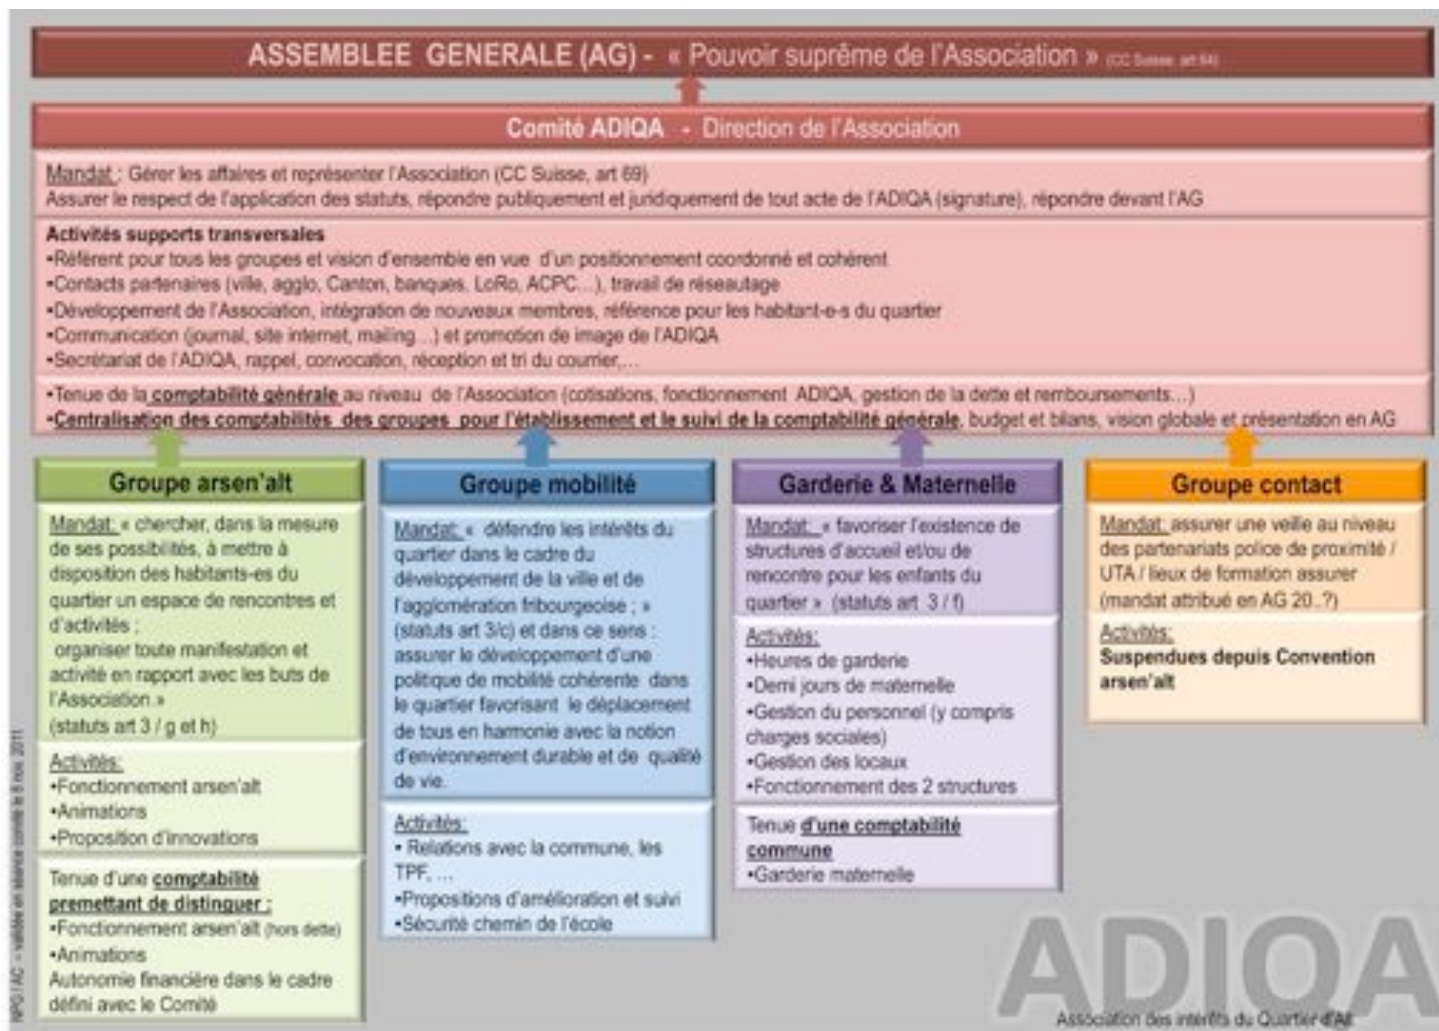 ASSEMBLEE GENERALE (AG) - « Pouvoir suprême de l'Association » (CC Suisse, art 64)
Comité ADIQA - Direction de l'Association
Mandat : Gérer les affaires et représenter l'Association (CC Suisse, art 69)
Assurer le respect de l'application des statuts, répondre publiquement et juridiquement de tout acte de l'ADIQA (signature), répondre devant l'AG
Activités supports transversales
•Référent pour tous les groupes et vision d'ensemble en vue d'un positionnement coordonné et cohérent
•Contacts partenaires (ville, agglo, Canton, banques, LoRo, ACPC…), travail de réseautage
•Développement de l'Association, intégration de nouveaux membres, référence pour les habitant-e-s du quartier
•Communication (journal, site internet, mailing…) et promotion de image de l'ADIQA
•Secrétariat de l'ADIQA, rappel, convocation, réception et tri du courrier,…
•Tenue de la comptabilité générale au niveau de l'Association (cotisations, fonctionnement ADIQA, gestion de la dette et remboursements…)
•Centralisation des comptabilités des groupes pour l'établissement et le suivi de la comptabilité générale, budget et bilans, vision globale et présentation en AG
Groupe arsen'alt
Mandat: « chercher, dans la mesure
de ses possibilités, à mettre à
disposition des habitants-es du
quartier un espace de rencontres et
d'activités ;
organiser toute manifestation et
activité en rapport avec les buts de
l'Association.»
(statuts art 3 / g et h)
Activités:
•Fonctionnement arsen'alt
•Animations
•Proposition d'innovations
Tenue d'une comptabilité
premettant de distinguer :
•Fonctionnement arsen'alt (hors dette)
•Animations
Autonomie financière dans le cadre
défini avec le Comité
Groupe mobilité
Mandat: « défendre les intérêts du
quartier dans le cadre du
développement de la ville et de
l'agglomération fribourgeoise ; »
(statuts art 3/c) et dans ce sens :
assurer le développement d'une
politique de mobilité cohérente dans
le quartier favorisant le déplacement
de tous en harmonie avec la notion
d'environnement durable et de qualité
de vie.
Activités:
• Relations avec la commune, les
TPF, …
•Propositions d'amélioration et suivi
•Sécurité chemin de l'école
Garderie & Maternelle
Mandat: « favoriser l'existence de
structures d'accueil et/ou de
rencontre pour les enfants du
quartier » (statuts art 3 / f)
Activités:
•Heures de garderie
•Demi jours de maternelle
•Gestion du personnel (y compris
charges sociales)
•Gestion des locaux
•Fonctionnement des 2 structures
Tenue d'une comptabilité
commune
•Garderie maternelle
Groupe contact
Mandat: assurer une veille au niveau
des partenariats police de proximité /
UTA / lieux de formation assurer
(mandat attribué en AG 20..?)
Activités:
Suspendues depuis Convention
arsen'alt
NPG / AC - validée en séance comité le 8 nov. 2011
ADIQA
Association des intérêts du Quartier d'Alt